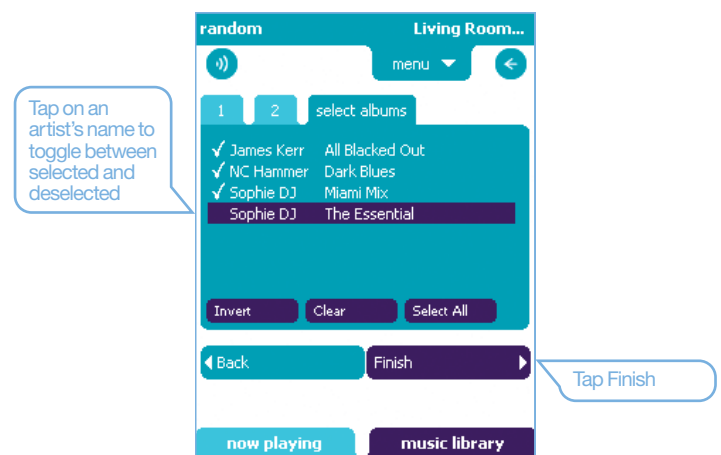 random Living Room...
menu
1 2 select albums
Tap on an
artist's name to
toggle between
selected and
deselected
✓ James Kerr All Blacked Out
✓ NC Hammer Dark Blues
✓ Sophie DJ Miami Mix
Sophie DJ The Essential
Invert Clear Select All
Back Finish
Tap Finish
now playing music library